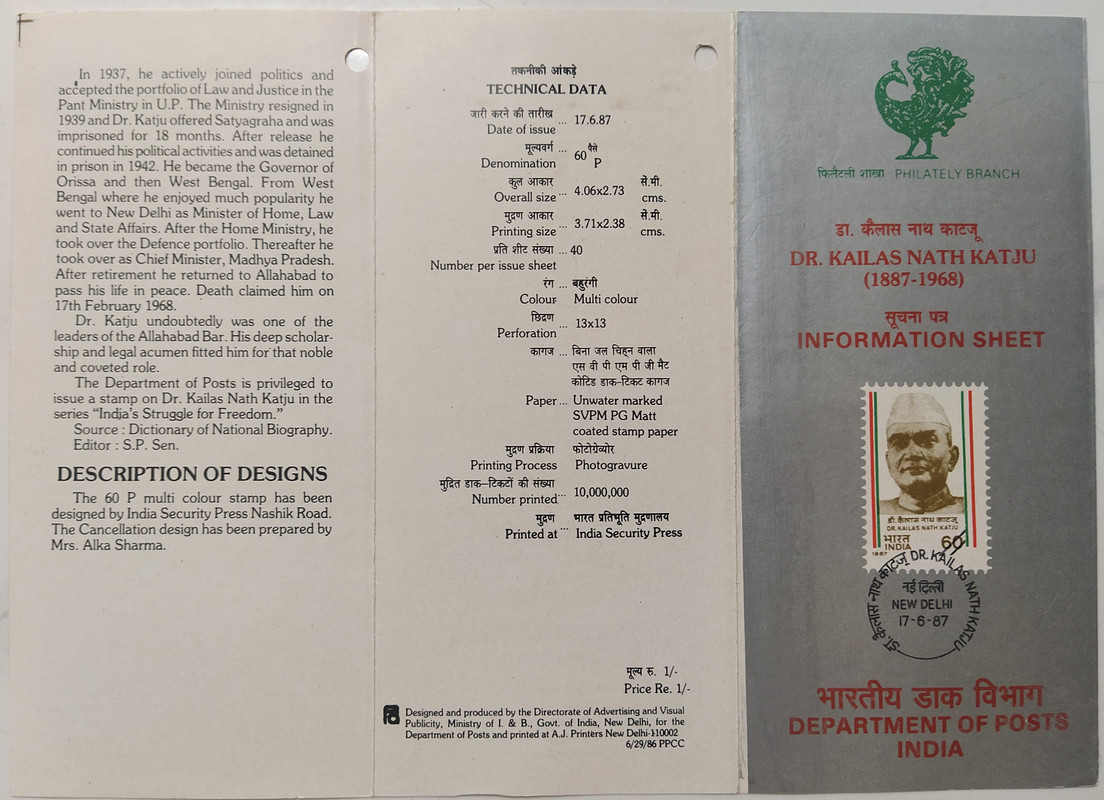 In 1937, he actively joined politics and
accepted the portfolio of Law and Justice in the
Pant Ministry in U.P. The Ministry resigned in
1939 and Dr. Katju offered Satyagraha and was
imprisoned for 18 months. After release he
continued his political activities and was detained
in prison in 1942. He became the Governor of
Orissa and then West Bengal. From West
Bengal where he enjoyed much popularity he
went to New Delhi as Minister of Home, Law
and State Affairs. After the Home Ministry, he
took over the Defence portfolio. Thereafter he
took over as Chief Minister, Madhya Pradesh.
After retirement he returned to Allahabad to
pass his life in peace. Death claimed him on
17th February 1968.
Dr. Katju undoubtedly was one of the
leaders of the Allahabad Bar. His deep scholar-
ship and legal acumen fitted him for that noble
and coveted role.
The Department of Posts is privileged to
issue a stamp on Dr. Kailas Nath Katju in the
series “India's Struggle for Freedom.”
Source : Dictionary of National Biography.
Editor : S.P. Sen.
DESCRIPTION OF DESIGNS
The 60 P multi colour stamp has been
designed by India Security Press Nashik Road.
The Cancellation design has been prepared by
Mrs. Alka Sharma.
तकनीकी आंकड़े
TECHNICAL DATA
जारी करने की तारीख
Date of issue ... 17.6.87
मूल्यवर्ग ... 60 पैसे
Denomination P
कुल आकार ... 4.06x2.73 सें.मी.
Overall size cms.
मुद्रण आकार ... 3.71x2.38 सें.मी.
Printing size cms.
प्रति शीट संख्या ... 40
Number per issue sheet
रंग ... बहुरंगी
Colour Multi colour
छिद्रण ... 13x13
Perforation
कागज ... बिना जल चिहन वाला
एस वी पी एम पी जी मैट
कोटिड डाक-टिकट कागज
Paper ... Unwater marked
SVPM PG Matt
coated stamp paper
मुद्रण प्रक्रिया फोटोग्रेव्योर
Printing Process Photogravure
मुद्रित डाक-टिकटों की संख्या
Number printed ... 10,000,000
मुद्रण भारत प्रतिभूति मुद्रणालय
Printed at ... India Security Press
मूल्य रु. 1/-
Price Re. 1/-
Designed and produced by the Directorate of Advertising and Visual
Publicity, Ministry of I. & B., Govt. of India, New Delhi, for the
Department of Posts and printed at A.J. Printers New Delhi-110002
6/29/86 PPCC
फिलैटली शाखा PHILATELY BRANCH
डा. कैलास नाथ काटजू
DR. KAILAS NATH KATJU
(1887-1968)
सूचना पत्र
INFORMATION SHEET
डॉ. कैलास नाथ काटजू
DR. KAILAS NATH KATJU
भारत
INDIA 60
1987
डॉ. कैलास नाथ काटजू DR. KAILAS NATH KATJU
नई दिल्ली
NEW DELHI
17-6-87
भारतीय डाक विभाग
DEPARTMENT OF POSTS
INDIA